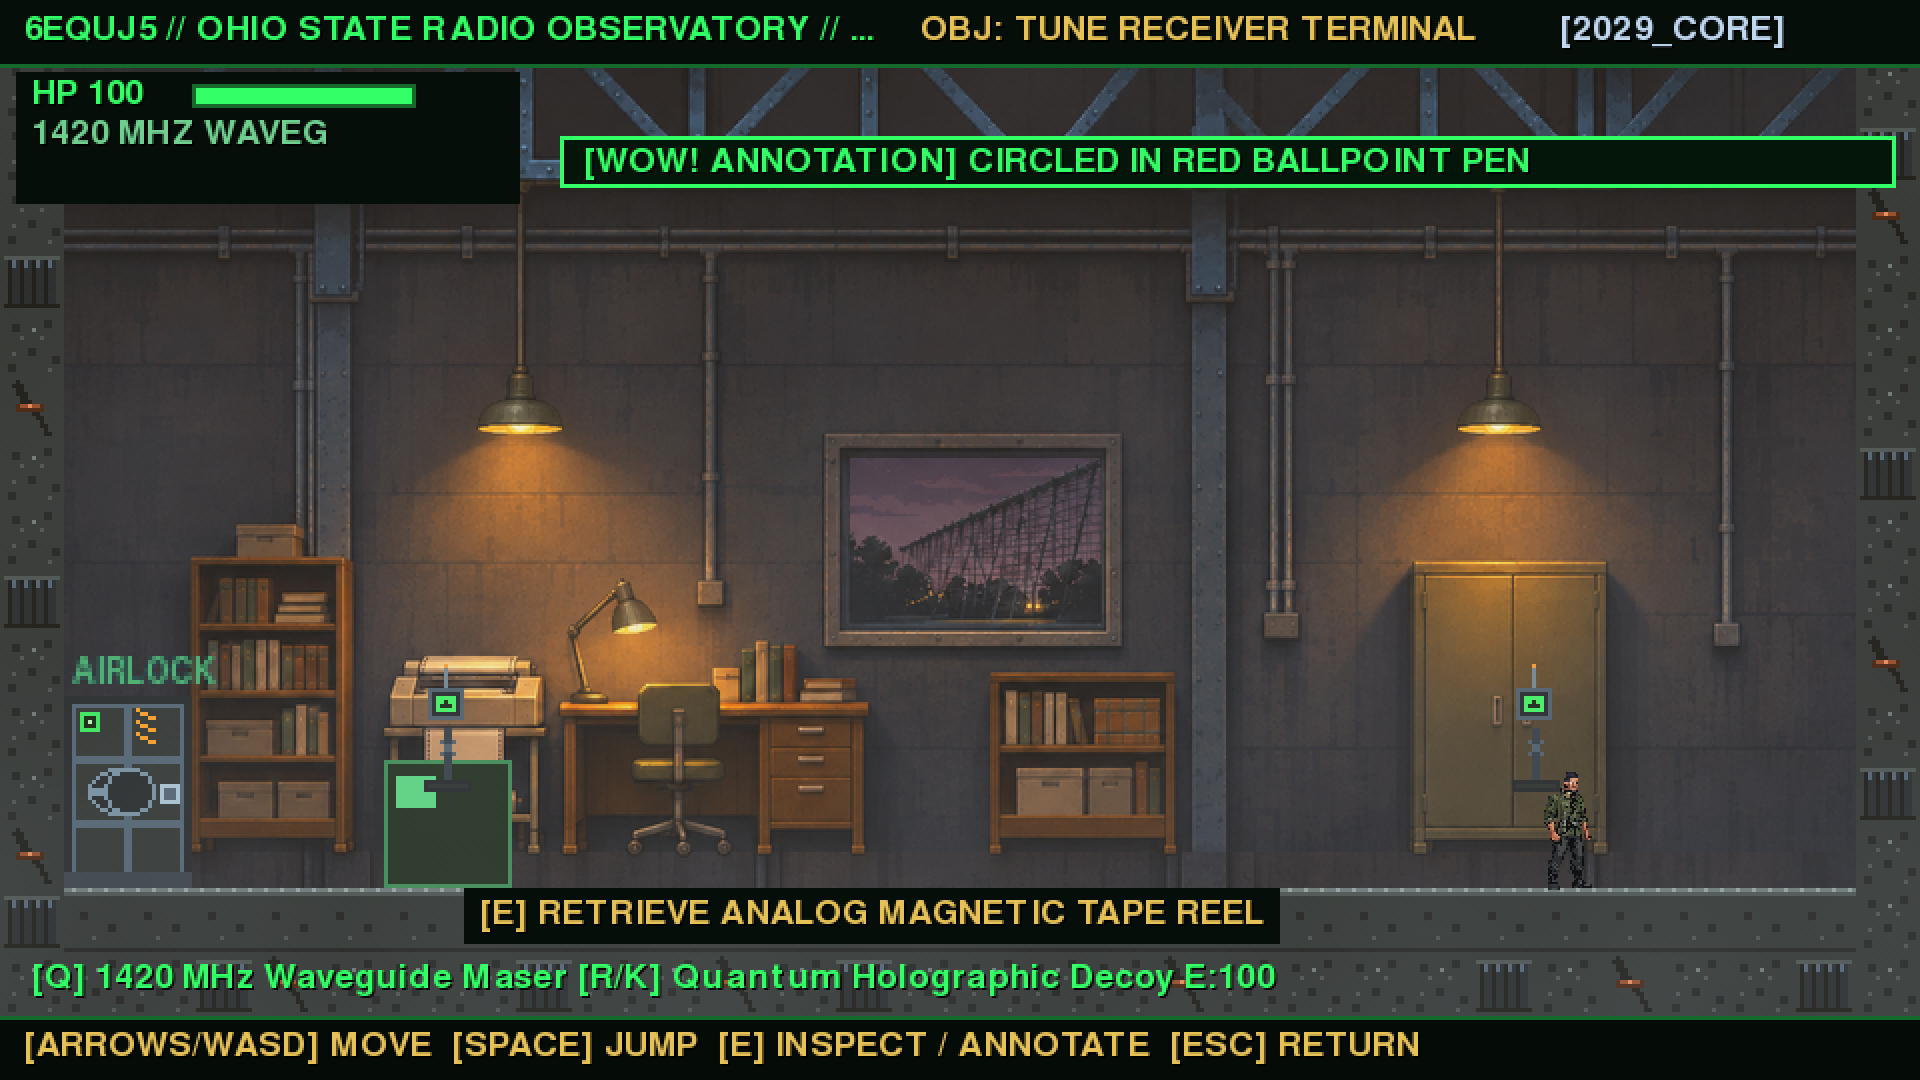 6EQUJ5 // OHIO STATE RADIO OBSERVATORY // ... OBJ: TUNE RECEIVER TERMINAL [2029_CORE]
HP 100
1420 MHZ WAVEG
[WOW! ANNOTATION] CIRCLED IN RED BALLPOINT PEN
AIRLOCK
[E] RETRIEVE ANALOG MAGNETIC TAPE REEL
[Q] 1420 MHz Waveguide Maser [R/K] Quantum Holographic Decoy E:100
[ARROWS/WASD] MOVE [SPACE] JUMP [E] INSPECT / ANNOTATE [ESC] RETURN